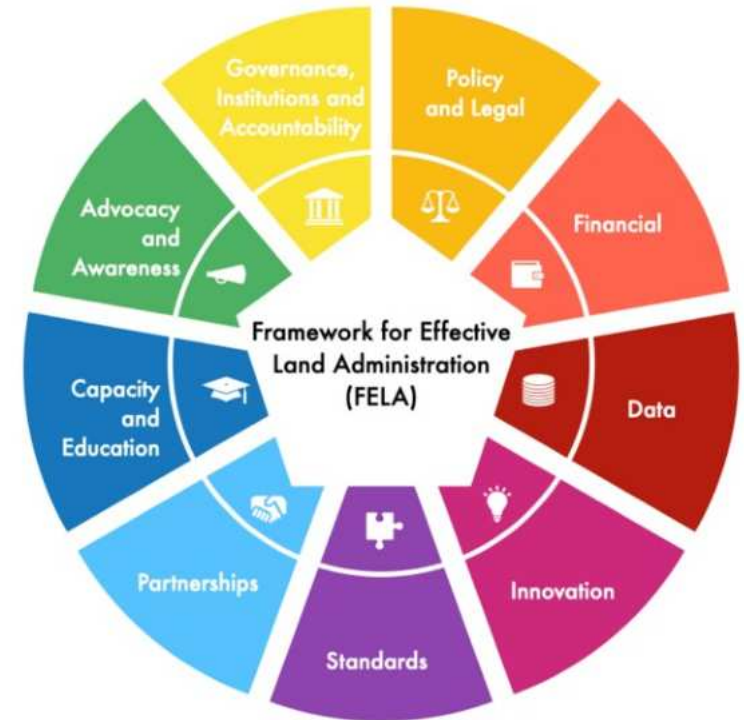 Governance,
Institutions and
Accountability
Policy
and Legal
Financial
Data
Innovation
Standards
Partnerships
Capacity
and
Education
Advocacy
and
Awareness
Framework for Effective
Land Administration
(FELA)